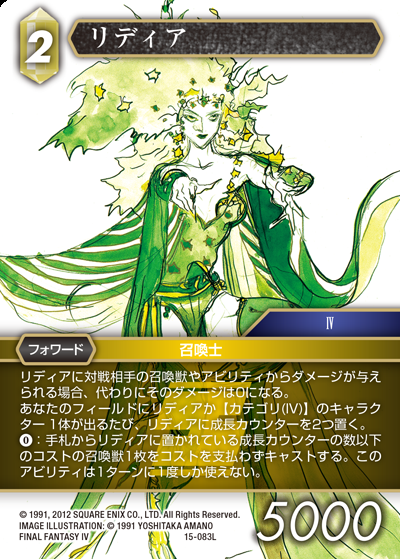 2
リディア
IV
フォワード
召喚士
リディアに対戦相手の召喚獣やアビリティからダメージが与え
られる場合、代わりにそのダメージは0になる。
あなたのフィールドにリディアか【カテゴリ(IV)】のキャラク
ター1体が出るたび、リディアに成長カウンターを2つ置く。
0：手札からリディアに置かれている成長カウンターの数以下
のコストの召喚獣1枚をコストを支払わずキャストする。この
アビリティは1ターンに1度しか使えない。
© 1991, 2012 SQUARE ENIX CO., LTD. All Rights Reserved.
IMAGE ILLUSTRATION: © 1991 YOSHITAKA AMANO
FINAL FANTASY IV 15-083L
5000